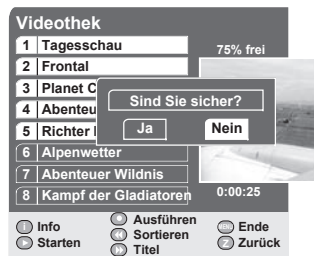 Videothek
1 Tagesschau
75% frei
2 Frontal
3 Planet C
4 Abenteu
Sind Sie sicher?
5 Richter
Ja
Nein
6 Alpenwetter
7 Abenteuer Wildnis
8 Kampf der Gladiatoren
0:00:25
Info
Ausführen
MENU Ende
Starten
Sortieren
Z Zurück
Titel